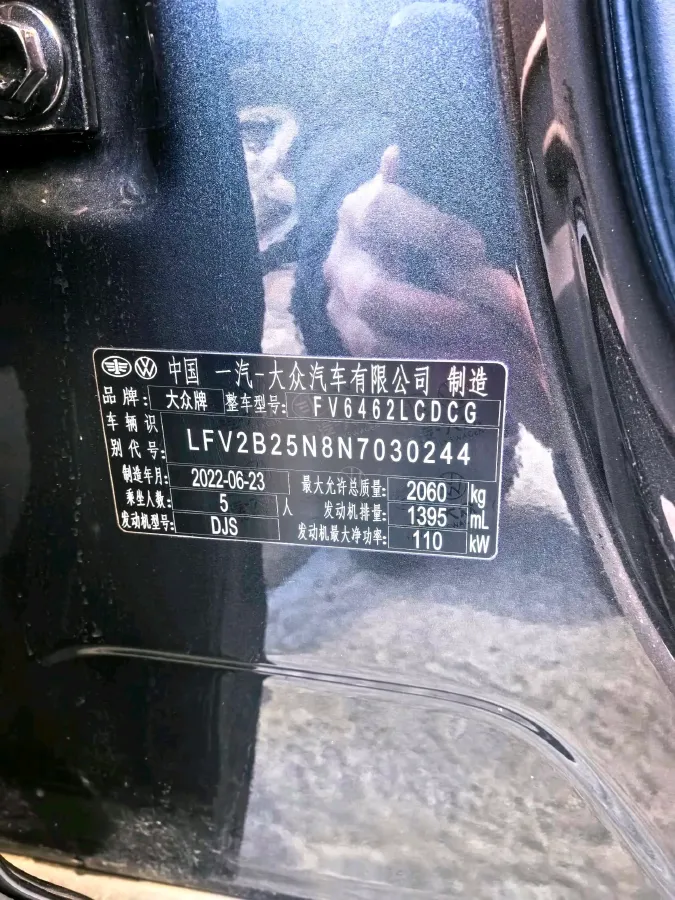 中国 一汽-大众汽车有限公司 制造
品牌: 大众牌 整车型号: FV6462LCDCG
车辆识别代号: LFV2B25N8N7030244
制造年月: 2022-06-23 最大允许总质量: 2060 kg
乘坐人数: 5 人 发动机排量: 1395 mL
发动机型号: DJS 发动机最大净功率: 110 kW